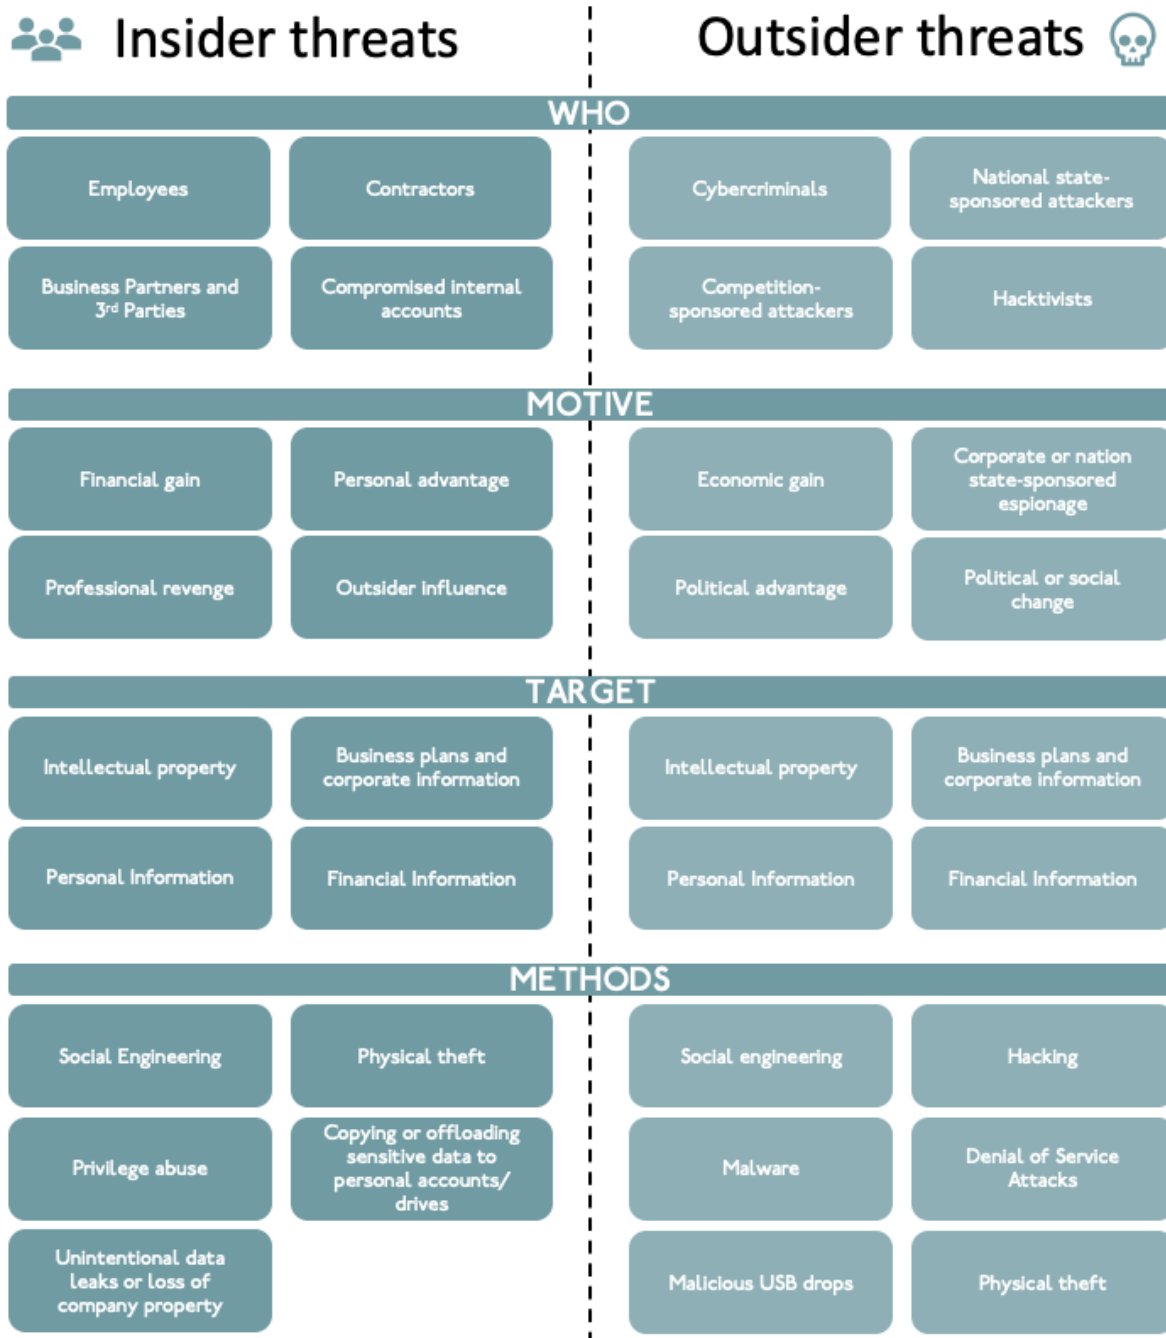 Insider threats
Outsider threats
WHO
Employees
Contractors
Cybercriminals
National state-
sponsored attackers
Business Partners and
3rd Parties
Compromised internal
accounts
Competition-
sponsored attackers
Hacktivists
MOTIVE
Financial gain
Personal advantage
Economic gain
Corporate or nation
state-sponsored
espionage
Professional revenge
Outsider influence
Political advantage
Political or social
change
TARGET
Intellectual property
Business plans and
corporate information
Intellectual property
Business plans and
corporate information
Personal Information
Financial Information
Personal Information
Financial Information
METHODS
Social Engineering
Physical theft
Social engineering
Hacking
Privilege abuse
Copying or offloading
sensitive data to
personal accounts/
drives
Malware
Denial of Service
Attacks
Unintentional data
leaks or loss of
company property
Malicious USB drops
Physical theft